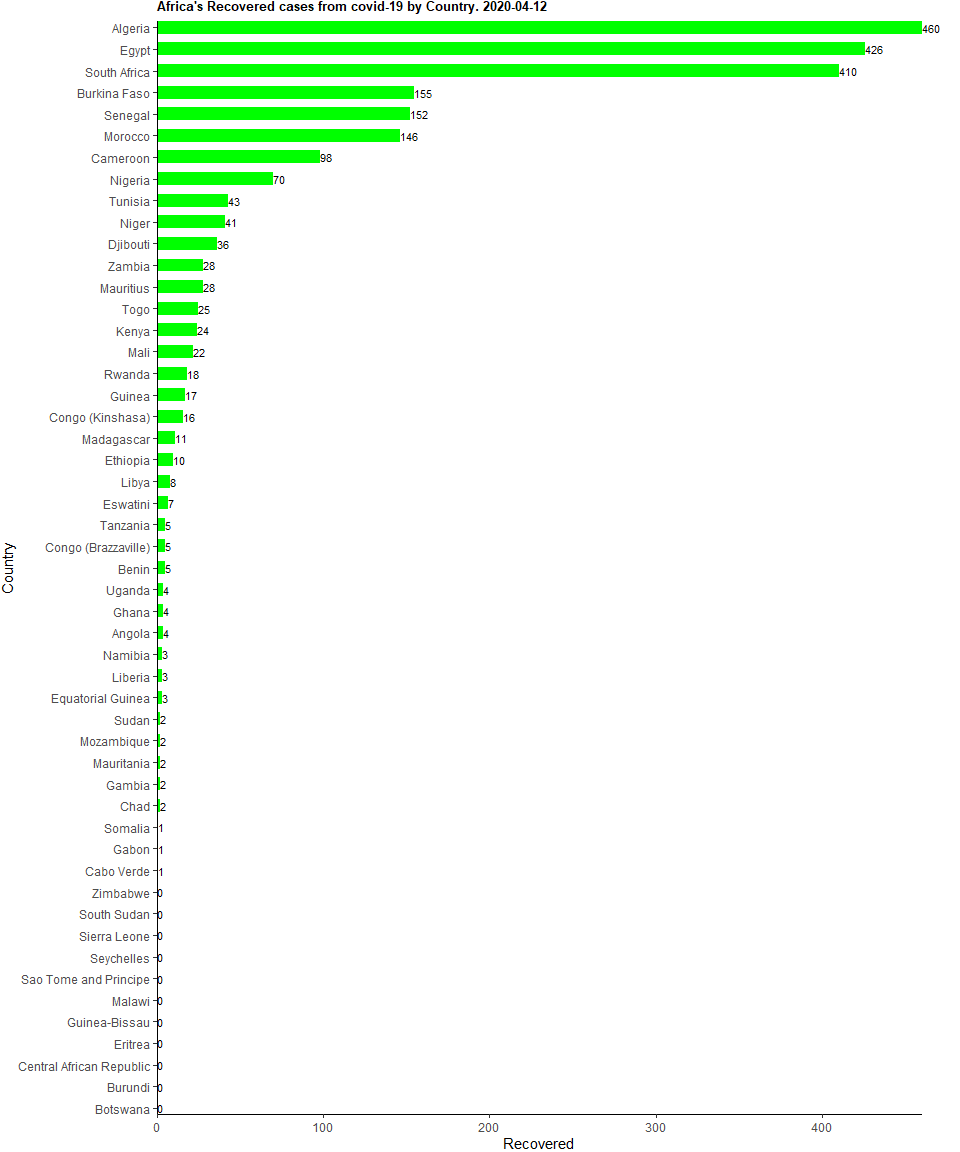 Africa's Recovered cases from covid-19 by Country. 2020-04-12
Algeria 460
Egypt 426
South Africa 410
Burkina Faso 155
Senegal 152
Morocco 146
Cameroon 98
Nigeria 70
Tunisia 43
Niger 41
Djibouti 36
Zambia 28
Mauritius 28
Togo 25
Kenya 24
Mali 22
Rwanda 18
Guinea 17
Congo (Kinshasa) 16
Madagascar 11
Ethiopia 10
Libya 8
Eswatini 7
Tanzania 5
Congo (Brazzaville) 5
Benin 5
Uganda 4
Ghana 4
Angola 4
Namibia 3
Liberia 3
Equatorial Guinea 3
Sudan 2
Mozambique 2
Mauritania 2
Gambia 2
Chad 2
Somalia 1
Gabon 1
Cabo Verde 1
Zimbabwe 0
South Sudan 0
Sierra Leone 0
Seychelles 0
Sao Tome and Principe 0
Malawi 0
Guinea-Bissau 0
Eritrea 0
Central African Republic 0
Burundi 0
Botswana 0
0 100 200 300 400
Recovered
Country